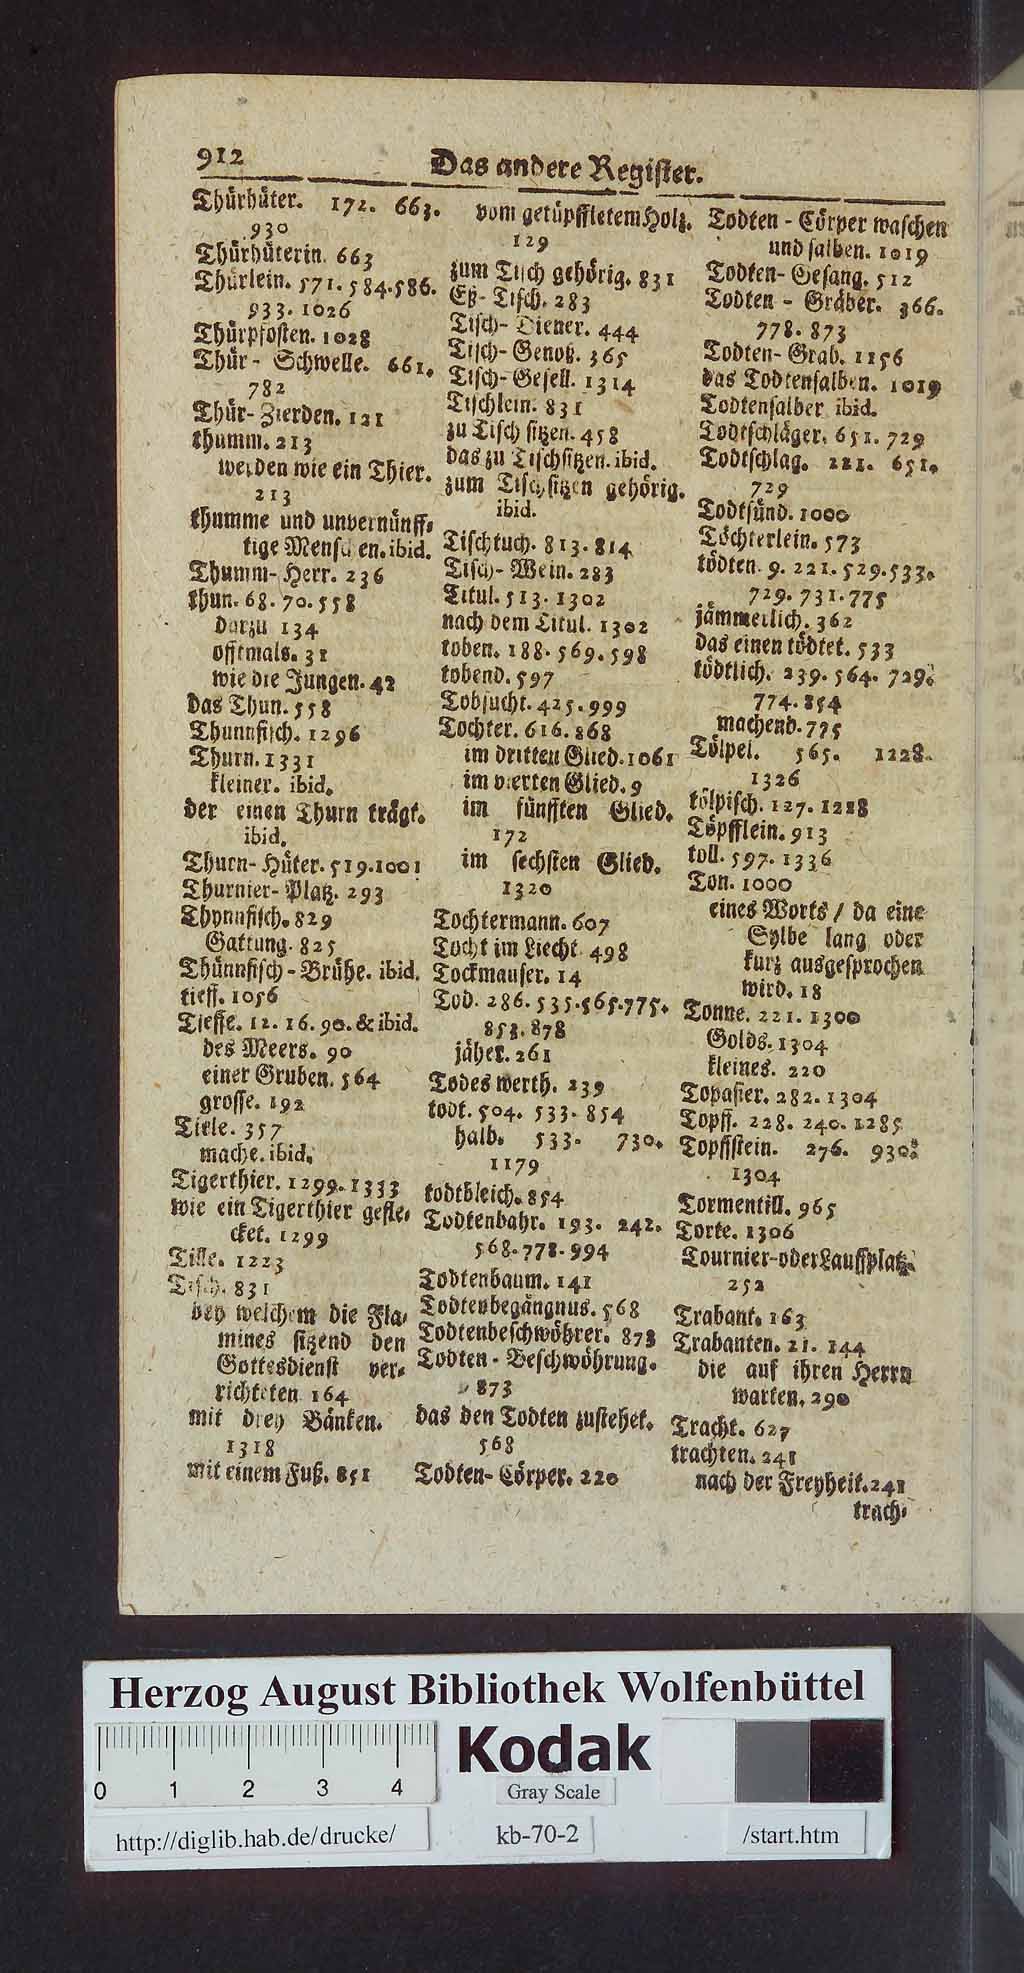 912
Das andere Register.
Thürhüter. 172. 663.
930
Thürhüterin. 663
Thürlein. 571. 584. 586.
933. 1026
Thürpfosten. 1028
Thür- Schwelle. 661.
782
Thür-Zierden. 121
thumm. 213
werden wie ein Thier.
213
thumme und unvernünff-
tige Menschen. ibid.
Thumm-Herr. 236
thun. 68. 70. 558
darzu 134
offtmals. 31
wie die Jungen. 42
das Thun. 558
Thunnfisch. 1296
Thurn. 1331
kleiner. ibid.
der einen Thurn trägt.
ibid.
Thurn-Hüter. 519. 1001
Thurnier-Platz. 293
Thynnfisch. 829
Gattung. 825
Thünnfisch-Brühe. ibid.
tieff. 1056
Tieffe. 12. 16. 90. & ibid.
des Meers. 90
einer Gruben. 564
grosse. 192
Title. 357
mache. ibid.
Tigerthier. 1299. 1333
wie ein Tigerthier gefle-
cket. 1299
Tille. 1223
Tisch. 831
bey welchem die Fla-
mines sitzend den
Gottesdienst ver-
richteten 164
mit drey Bänken.
1318
mit einem Fuß. 851
vom getüpffletem Holz.
129
zum Tisch gehörig. 831
Eß-Tisch. 283
Tisch-Diener. 444
Tisch-Genoß. 365
Tisch-Gesell. 1314
Tischlein. 831
zu Tisch sitzen. 458
das zu Tischsitzen. ibid.
zum Tischsitzen gehörig.
ibid.
Tischtuch. 813. 814
Tisch-Wein. 283
Titul. 513. 1302
nach dem Titul. 1302
toben. 188. 569. 598
tobend. 597
Tobsucht. 425. 999
Tochter. 616. 868
im dritten Glied. 1061
im vierten Glied. 9
im fünfften Glied.
172
im sechsten Glied.
1320
Tochtermann. 607
Tocht im Liecht 498
Tockmauser. 14
Tod. 286. 535. 565. 775.
853. 878
jäher. 261
Todes werth. 239
todt. 504. 533. 854
halb. 533. 730.
1179
todtbleich. 854
Todtenbahr. 193. 242.
568. 778. 994
Todtenbaum. 141
Todtenbegängnus. 568
Todtenbeschwöhrer. 873
Todten-Beschwöhrung.
873
das den Todten zustehet.
568
Todten-Cörper. 220
Todten-Cörper waschen
und salben. 1019
Todten-Gesang. 512
Todten-Gräber. 366.
778. 873
Todten-Grab. 1156
das Todtensalben. 1019
Todtensalber ibid.
Todtschläger. 651. 729
Todtschlag. 221. 651.
729
Todtsünd. 1000
Töchterlein. 573
tödten. 9. 221. 529. 533.
729. 731. 775
jämmerlich. 362
das einen tödtet. 533
tödtlich. 239. 564. 729.
774. 854
machend. 775
Tölpel. 565. 1228.
1326
tölpisch. 127. 1228
Töpfflein. 913
toll. 597. 1336
Ton. 1000
eines Worts / da eine
Sylbe lang oder
kurz ausgesprochen
wird. 18
Tonne. 221. 1300
Golds. 1304
kleines. 220
Topasier. 282. 1304
Topff. 228. 240. 1285
Topffstein. 276. 930.
1304
Tormentill. 965
Torte. 1306
Tournier-oder Lauffplatz.
252
Trabant. 163
Trabanten. 21. 144
die auf ihren Herrn
warten. 290
Tracht. 627
trachten. 241
nach der Freyheit. 241
trach-
Herzog August Bibliothek Wolfenbüttel
Kodak
0 1 2 3 4
Gray Scale
http://diglib.hab.de/drucke/
kb-70-2
/start.htm